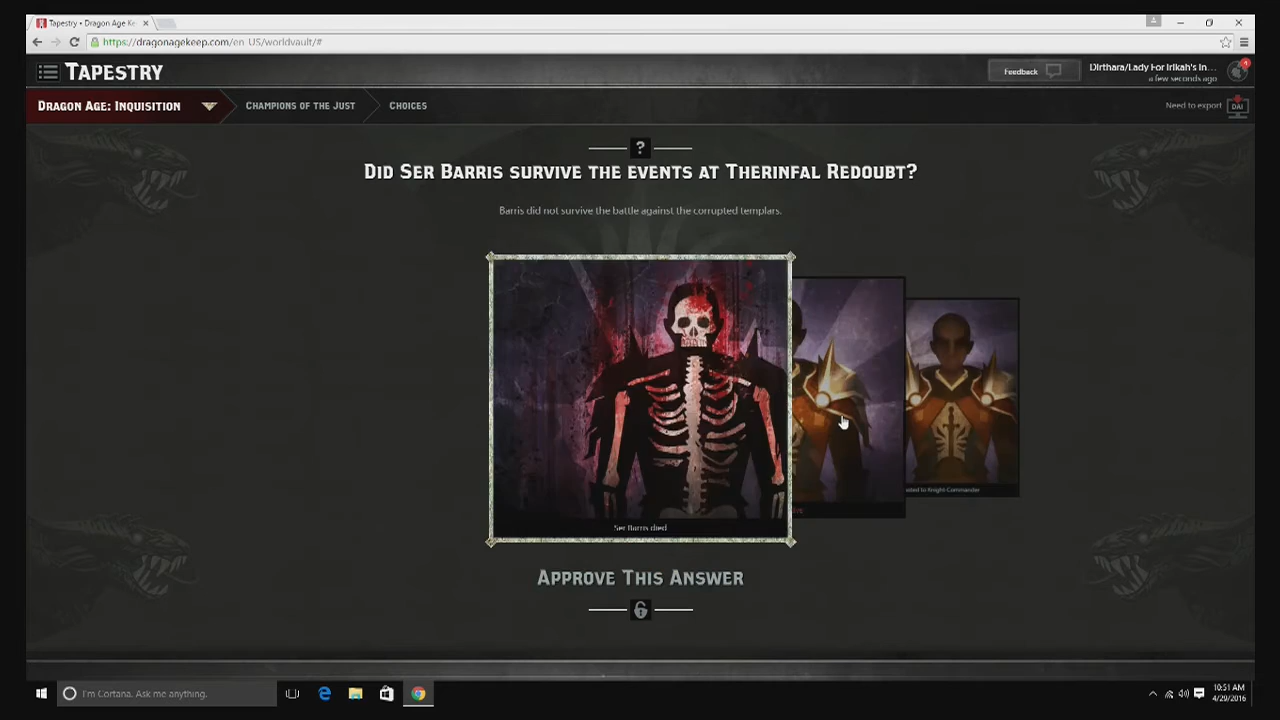 Tapestry • Dragon Age Ke
https://dragonagekeep.com/en_US/worldvault/#
TAPESTRY
Feedback
Dirthara/Lady For Irikah's In...
a few seconds ago
DRAGON AGE: INQUISITION
CHAMPIONS OF THE JUST
CHOICES
Need to export
DAI
?
DID SER BARRIS SURVIVE THE EVENTS AT THERINFAL REDOUBT?
Barris did not survive the battle against the corrupted templars.
Ser Barris died
to Knight-Commander
APPROVE THIS ANSWER
I'm Cortana. Ask me anything.
10:51 AM
4/29/2016